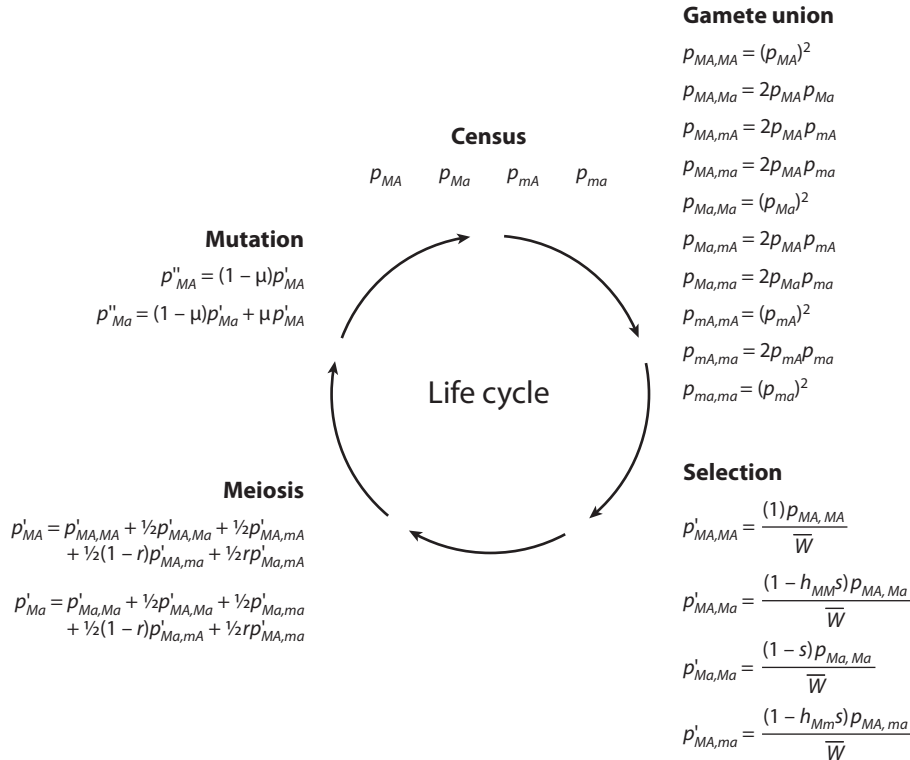 Gamete union
p_{MA,MA} = (p_{MA})^2
p_{MA,Ma} = 2p_{MA}p_{Ma}
p_{MA,mA} = 2p_{MA}p_{mA}
p_{MA,ma} = 2p_{MA}p_{ma}
p_{Ma,Ma} = (p_{Ma})^2
p_{Ma,mA} = 2p_{MA}p_{mA}
p_{Ma,ma} = 2p_{Ma}p_{ma}
p_{mA,mA} = (p_{mA})^2
p_{mA,ma} = 2p_{mA}p_{ma}
p_{ma,ma} = (p_{ma})^2
Census
p_{MA} p_{Ma} p_{mA} p_{ma}
Mutation
p''_{MA} = (1 – μ)p'_{MA}
p''_{Ma} = (1 – μ)p'_{Ma} + μp'_{MA}
Life cycle
Selection
p'_{MA,MA} = \frac{(1)p_{MA,MA}}{\overline{W}}
p'_{MA,Ma} = \frac{(1 – h_{MM}s)p_{MA,Ma}}{\overline{W}}
p'_{Ma,Ma} = \frac{(1 – s)p_{Ma,Ma}}{\overline{W}}
p'_{MA,ma} = \frac{(1 – h_{Mm}s)p_{MA,ma}}{\overline{W}}
Meiosis
p'_{MA} = p'_{MA,MA} + ½p'_{MA,Ma} + ½p'_{MA,mA}
+ ½(1 – r)p'_{MA,ma} + ½rp'_{Ma,mA}
p'_{Ma} = p'_{Ma,Ma} + ½p'_{MA,Ma} + ½p'_{Ma,ma}
+ ½(1 – r)p'_{Ma,mA} + ½rp'_{MA,ma}